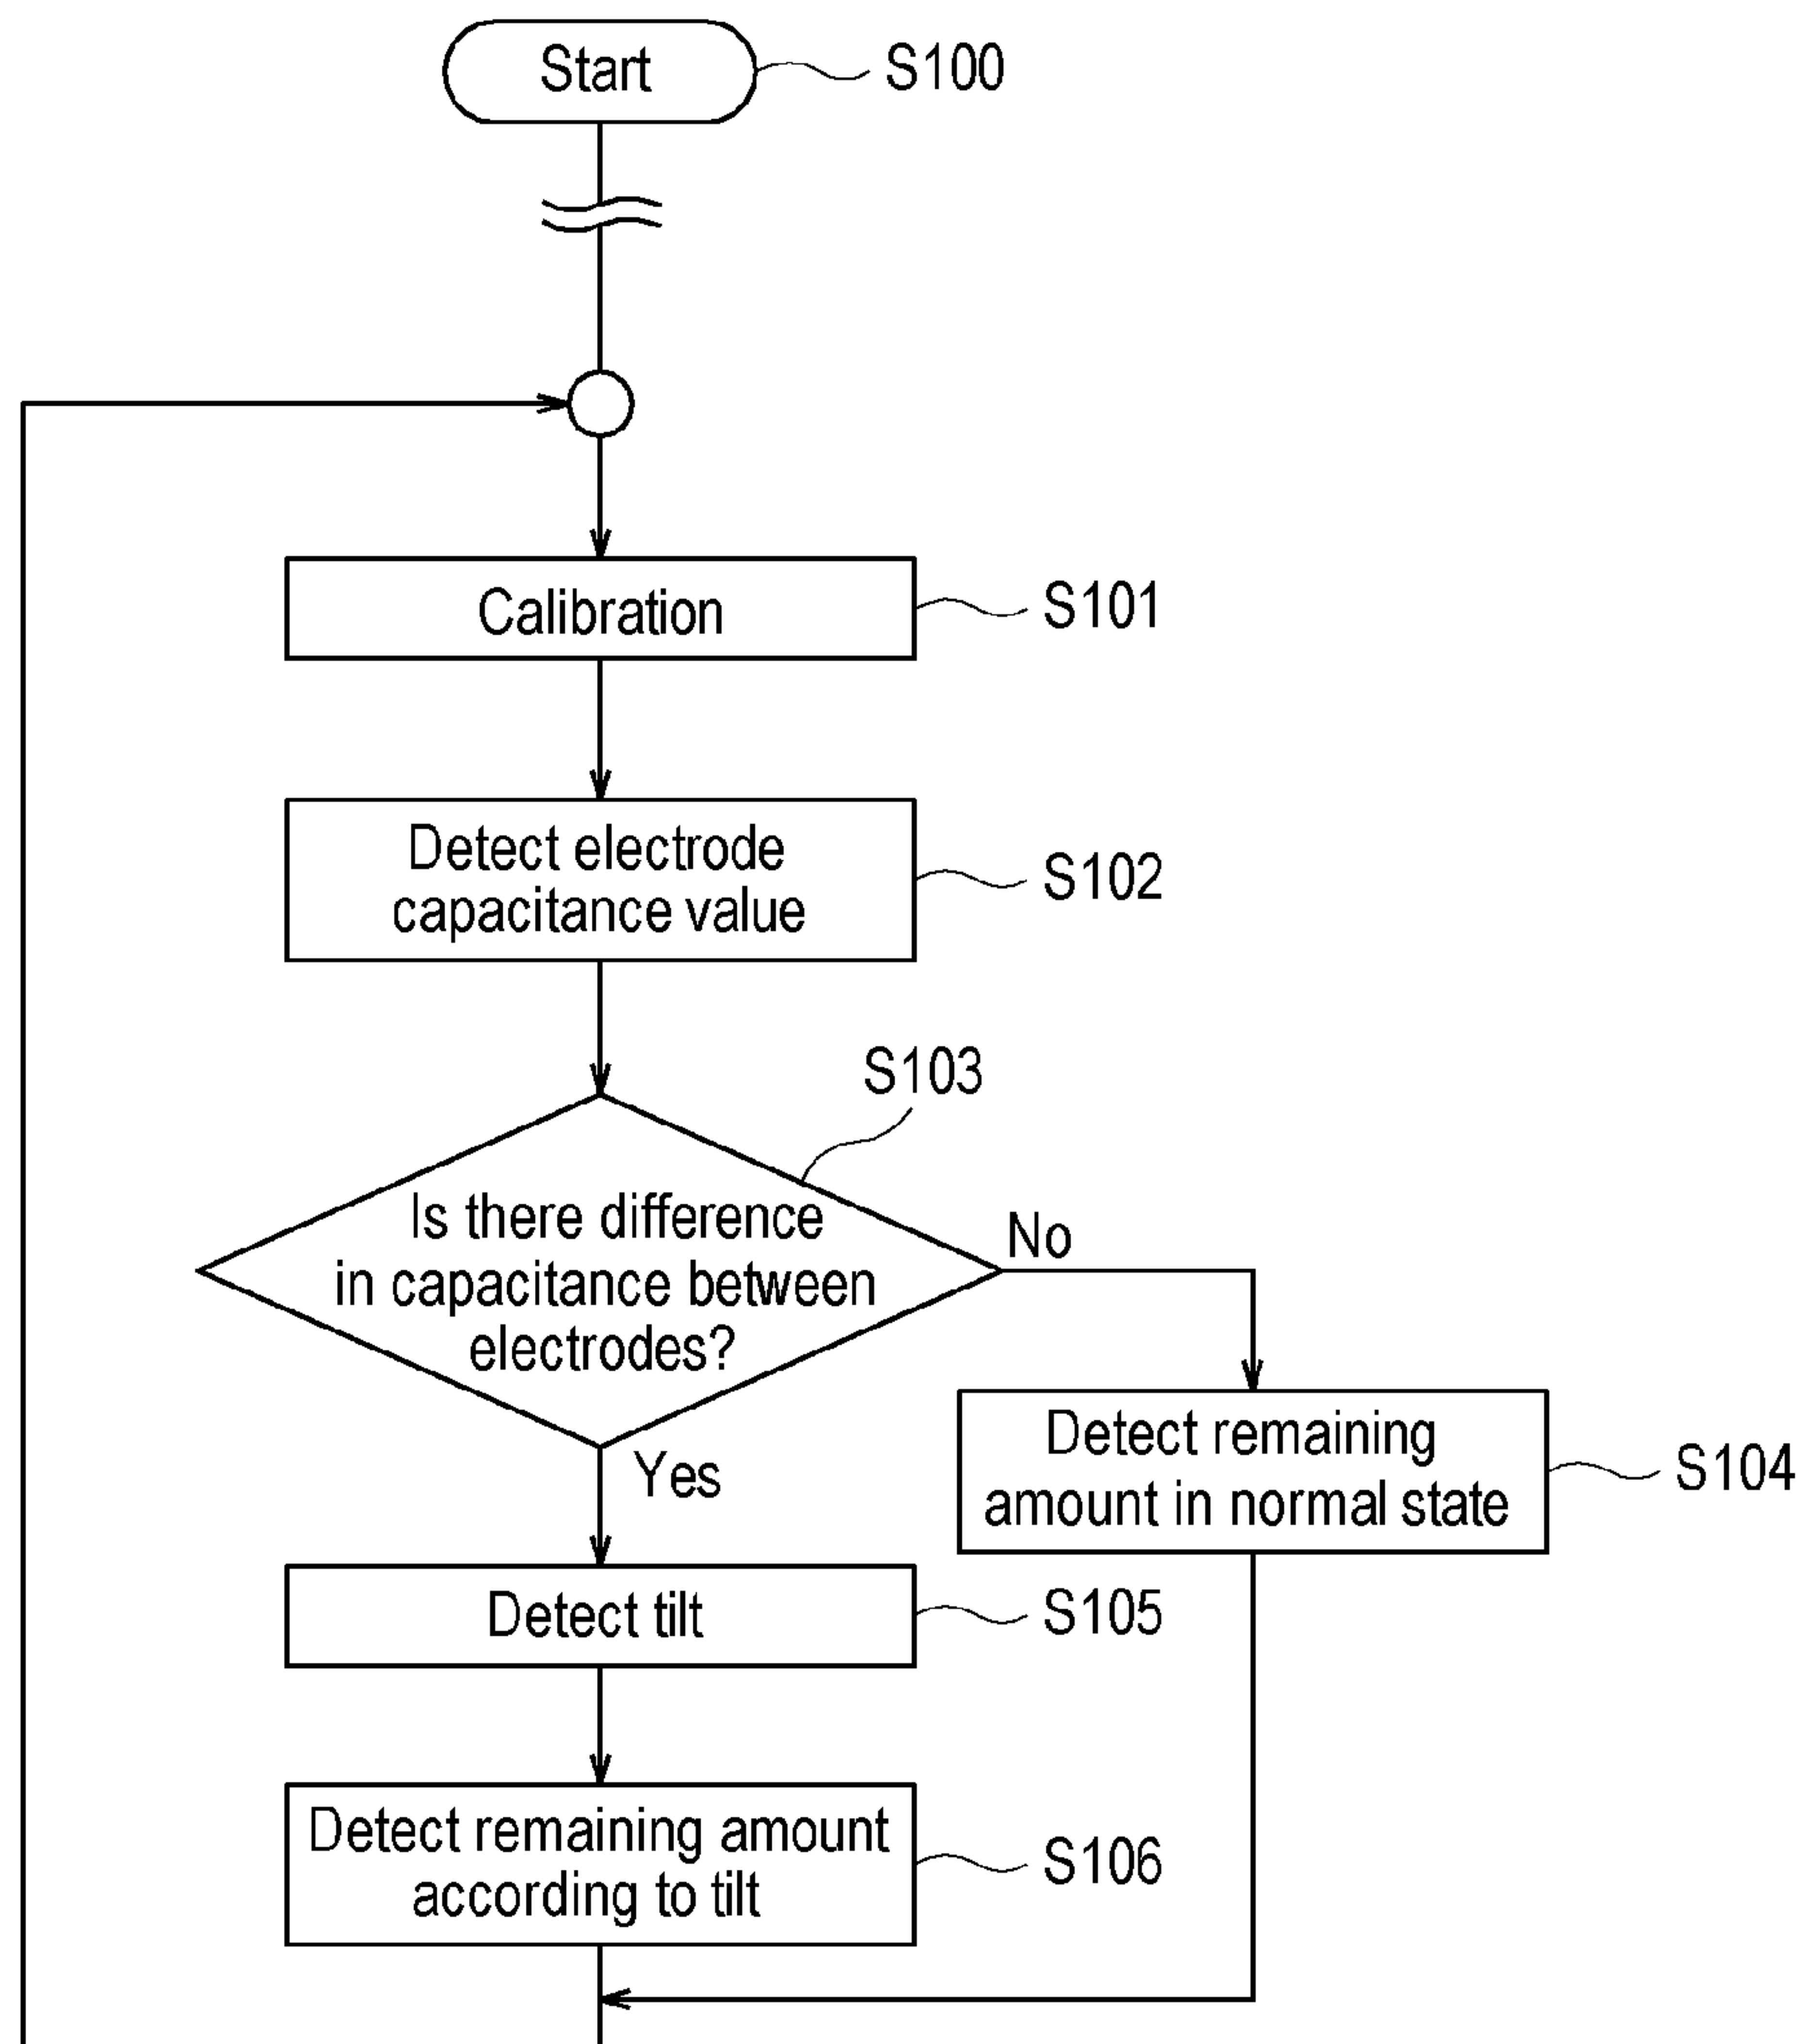 Start
S100
Calibration
S101
Detect electrode
capacitance value
S102
S103
Is there difference
in capacitance between
electrodes?
No
Yes
Detect remaining
amount in normal state
S104
Detect tilt
S105
Detect remaining amount
according to tilt
S106